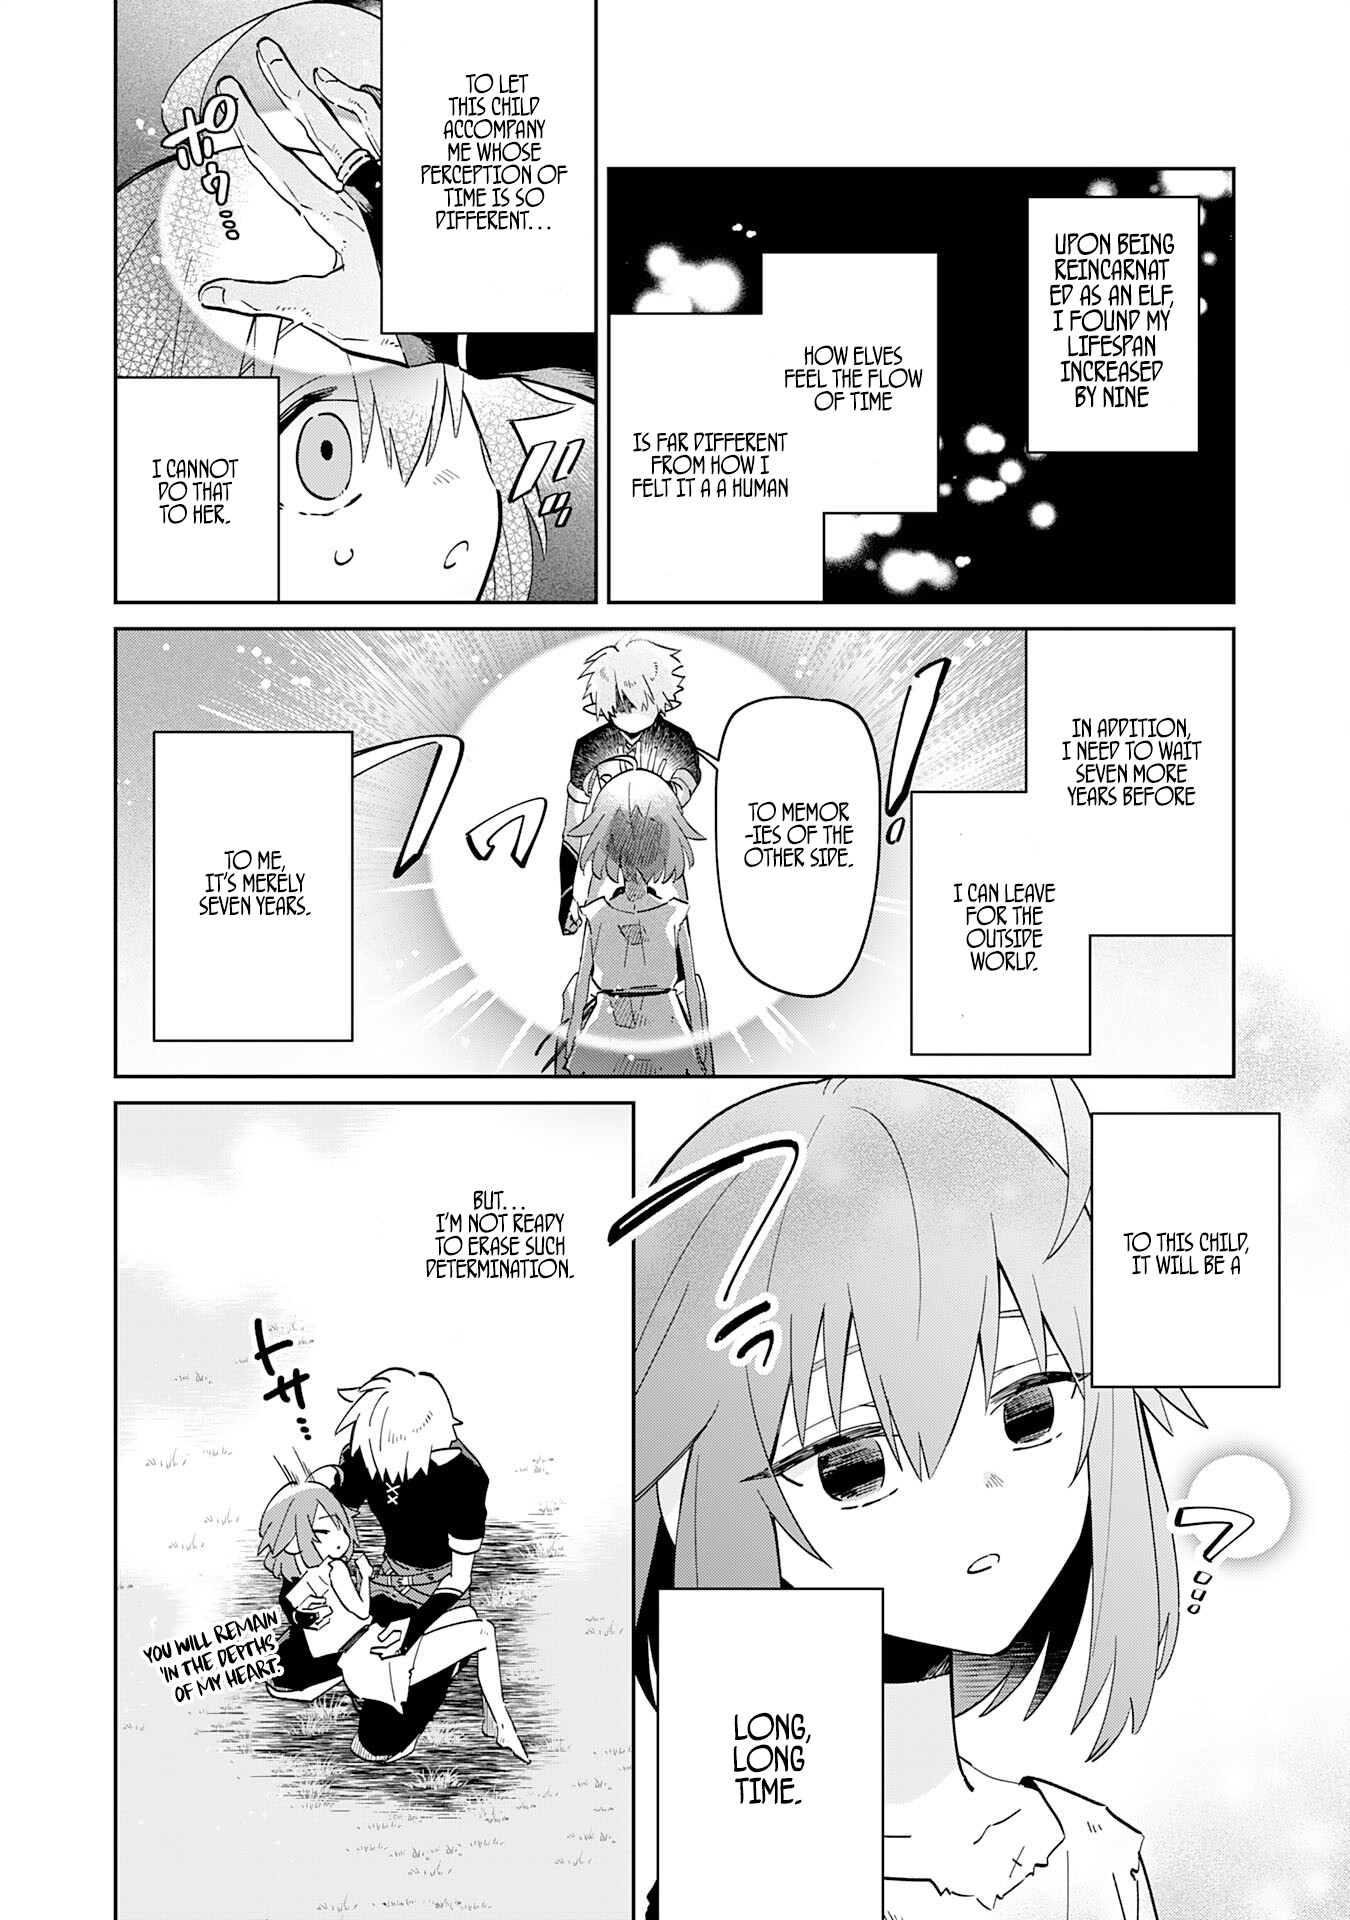 UPON BEING
REINCARNAT
ED AS AN ELF,
I FOUND MY
LIFESPAN
INCREASED
BY NINE
HOW ELVES
FEEL THE FLOW
OF TIME
IS FAR DIFFERENT
FROM HOW I
FELT IT A A HUMAN
TO LET
THIS CHILD
ACCOMPANY
ME WHOSE
PERCEPTION OF
TIME IS SO
DIFFERENT...
ポゥ...
I CANNOT
DO THAT
TO HER.
IN ADDITION,
I NEED TO WAIT
SEVEN MORE
YEARS BEFORE
I CAN LEAVE
FOR THE
OUTSIDE
WORLD.
TO MEMOR
-IES OF THE
OTHER SIDE.
TO ME,
IT'S MERELY
SEVEN YEARS.
TO THIS CHILD,
IT WILL BE A
LONG,
LONG
TIME.
BUT...
I'M NOT READY
TO ERASE SUCH
DETERMINATION.
トサ...
YOU WILL REMAIN
IN THE DEPTHS
OF MY HEART.